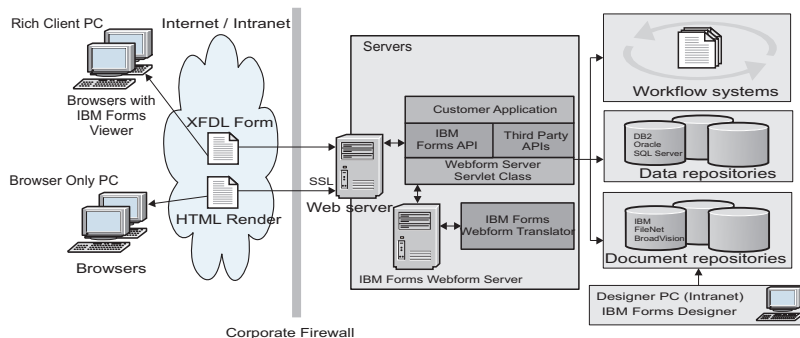 Rich Client PC
Internet / Intranet
Browsers with
IBM Forms
Viewer
XFDL Form
Browser Only PC
HTML Render
Browsers
SSL
Web server
Corporate Firewall
Servers
Customer Application
IBM
Forms API
Third Party
APIs
Webform Server
Servlet Class
IBM Forms
Webform Translator
IBM Forms Webform Server
Workflow systems
DB2
Oracle
SQL Server
Data repositories
IBM
FileNet
BroadVision
Document repositories
Designer PC (Intranet)
IBM Forms Designer